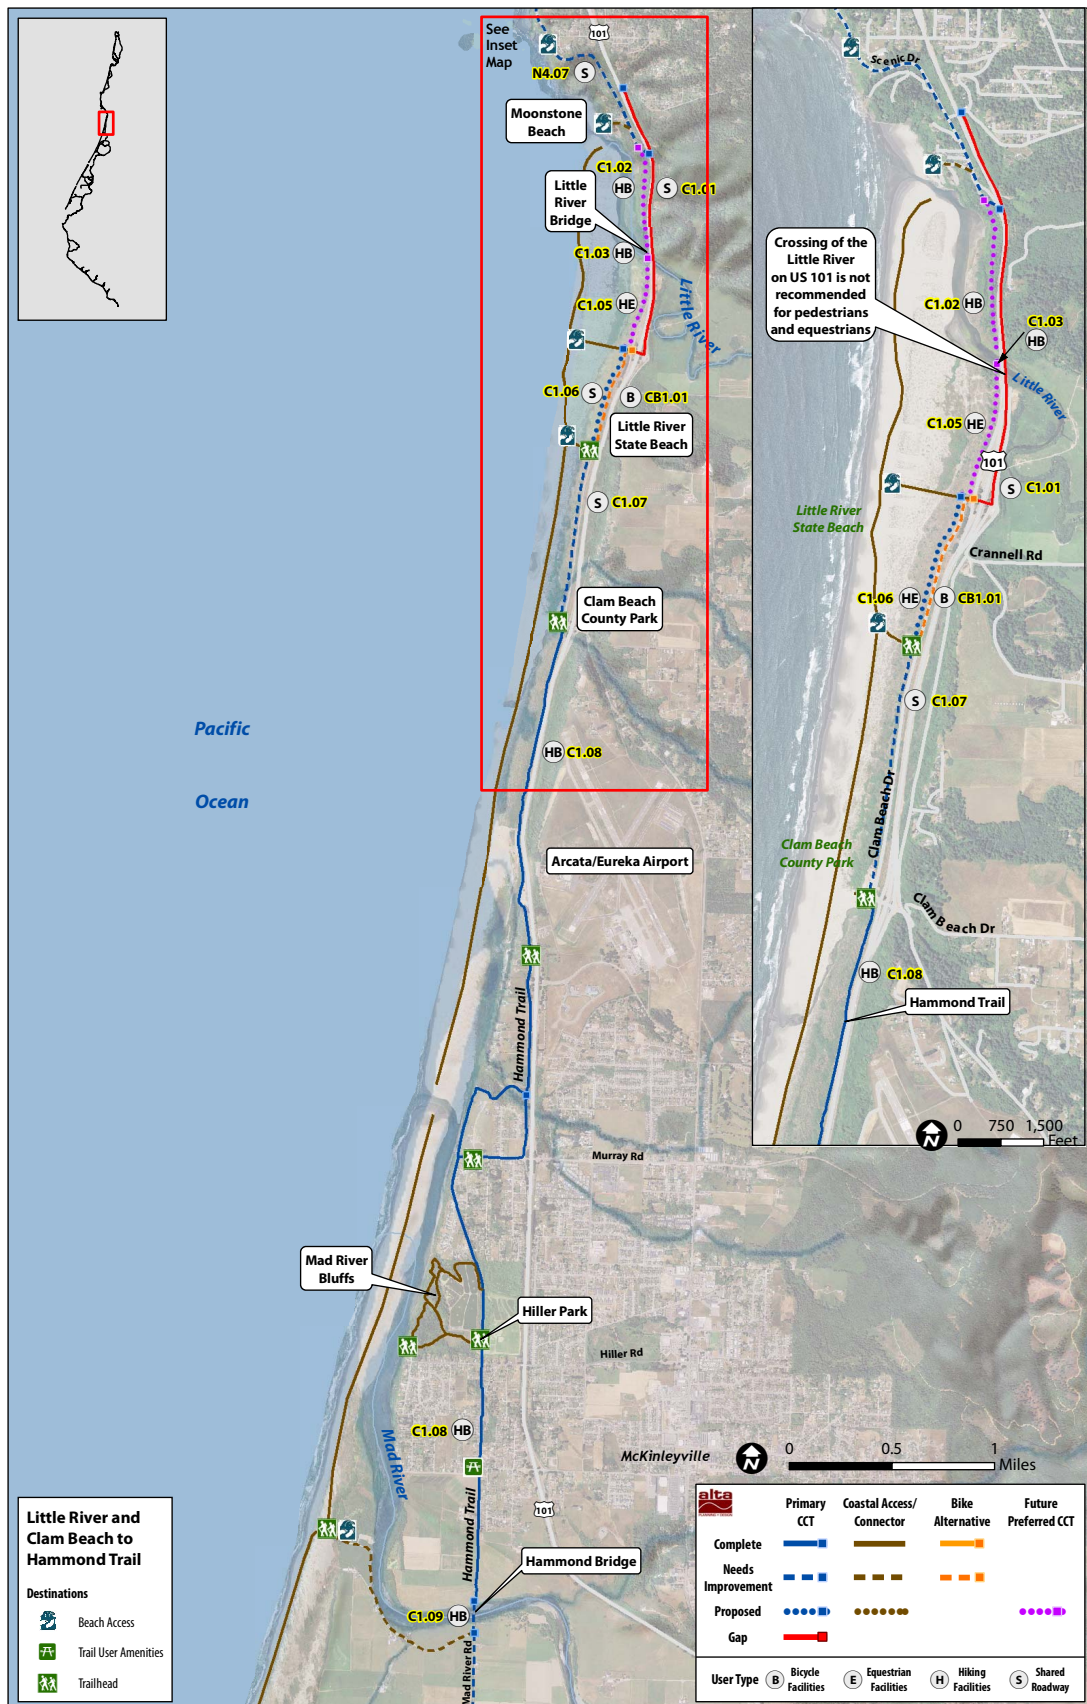 See
Inset
Map
101
N4.07 S
Moonstone
Beach
C1.02
HB
S C1.01
Little
River
Bridge
C1.03 HB
C1.05 HE
Little River
C1.06 S
B CB1.01
Little River
State Beach
S C1.07
Clam Beach
County Park
Pacific
Ocean
HB C1.08
Arcata/Eureka Airport
Hammond Trail
Murray Rd
Mad River
Bluffs
Hiller Park
Hiller Rd
C1.08 HB
Mad River
McKinleyville
N
0 0.5 1
Miles
Hammond Trail
101
Hammond Bridge
C1.09 HB
Mad River Rd
Scenic Dr
Crossing of the
Little River
on US 101 is not
recommended
for pedestrians
and equestrians
C1.02 HB
C1.03
HB
Little River
C1.05 HE
101
S C1.01
Little River
State Beach
Crannell Rd
C1.06 HE
B CB1.01
S C1.07
Clam Beach Dr
Clam Beach
County Park
Clam Beach Dr
HB C1.08
Hammond Trail
N
0 750 1,500
Feet
Little River and
Clam Beach to
Hammond Trail
Destinations
Beach Access
Trail User Amenities
Trailhead
alta
PLANNING + DESIGN
Primary
CCT
Coastal Access/
Connector
Bike
Alternative
Future
Preferred CCT
Complete
Needs
Improvement
Proposed
Gap
User Type
B Bicycle
Facilities
E Equestrian
Facilities
H Hiking
Facilities
S Shared
Roadway